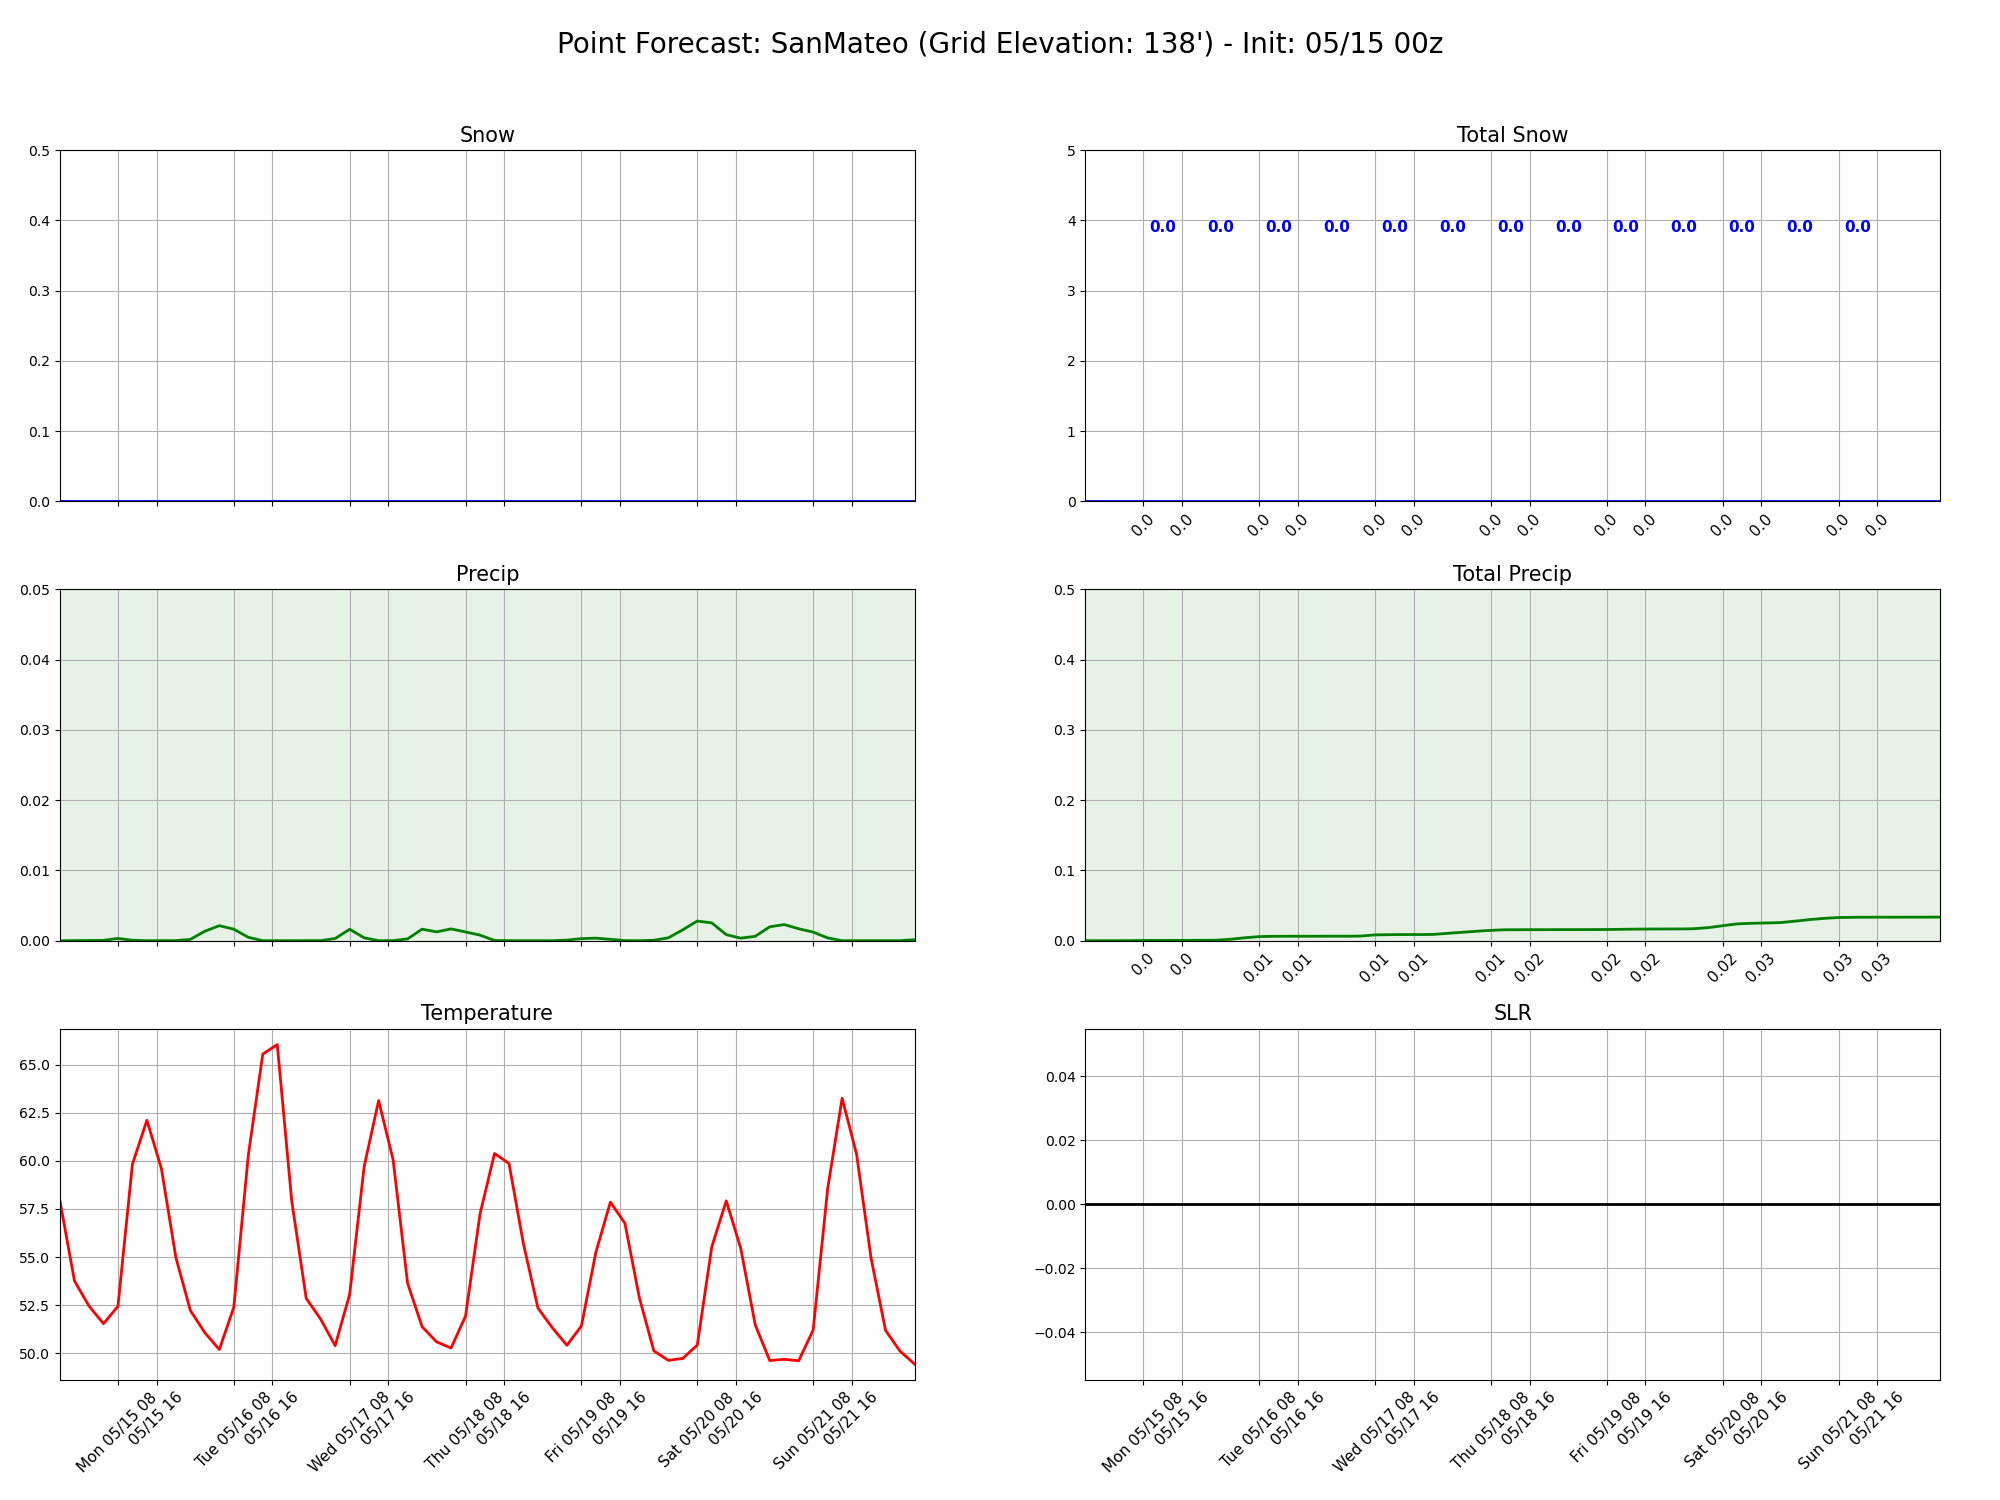 Point Forecast: SanMateo (Grid Elevation: 138') - Init: 05/15 00z
Snow
0.5
0.4
0.3
0.2
0.1
0.0
Total Snow
5
4
3
2
1
0
0.0 0.0 0.0 0.0 0.0 0.0 0.0 0.0 0.0 0.0 0.0 0.0 0.0
0.0 0.0 0.0 0.0 0.0 0.0 0.0 0.0 0.0 0.0 0.0 0.0 0.0 0.0
Precip
0.05
0.04
0.03
0.02
0.01
0.00
Total Precip
0.5
0.4
0.3
0.2
0.1
0.0
0.0 0.0 0.01 0.01 0.01 0.01 0.01 0.02 0.02 0.02 0.02 0.03 0.03 0.03
Temperature
65.0
62.5
60.0
57.5
55.0
52.5
50.0
Mon 05/15 08
05/15 16
Tue 05/16 08
05/16 16
Wed 05/17 08
05/17 16
Thu 05/18 08
05/18 16
Fri 05/19 08
05/19 16
Sat 05/20 08
05/20 16
Sun 05/21 08
05/21 16
SLR
0.04
0.02
0.00
−0.02
−0.04
Mon 05/15 08
05/15 16
Tue 05/16 08
05/16 16
Wed 05/17 08
05/17 16
Thu 05/18 08
05/18 16
Fri 05/19 08
05/19 16
Sat 05/20 08
05/20 16
Sun 05/21 08
05/21 16